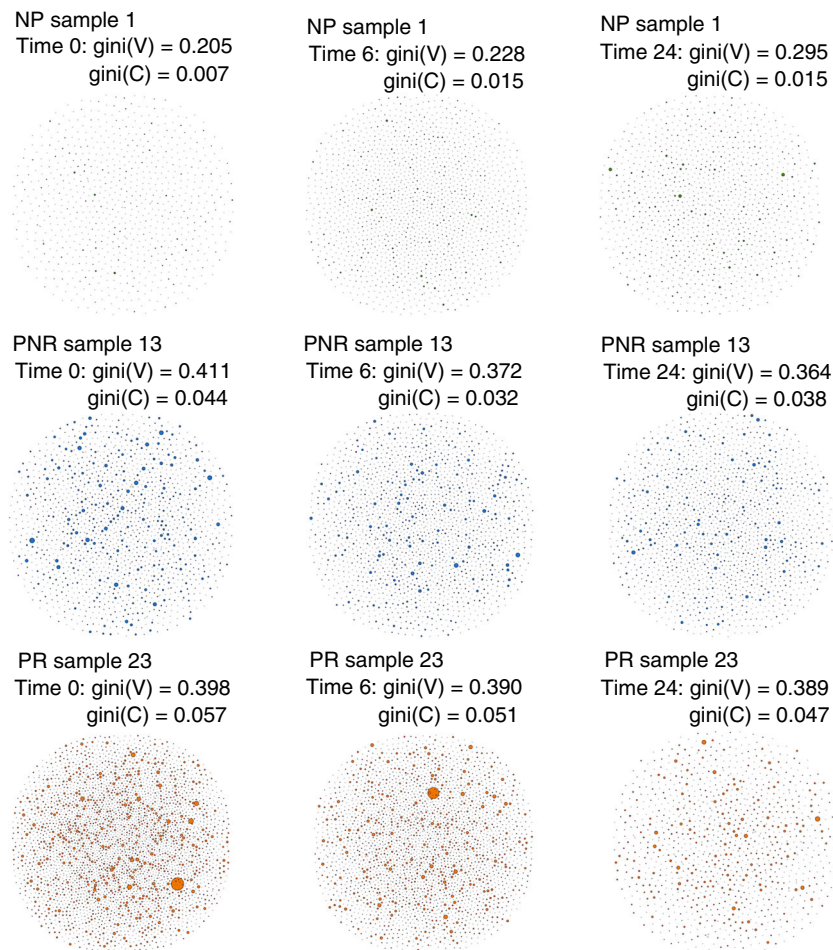 NP sample 1
Time 0: gini(V) = 0.205
gini(C) = 0.007
NP sample 1
Time 6: gini(V) = 0.228
gini(C) = 0.015
NP sample 1
Time 24: gini(V) = 0.295
gini(C) = 0.015
PNR sample 13
Time 0: gini(V) = 0.411
gini(C) = 0.044
PNR sample 13
Time 6: gini(V) = 0.372
gini(C) = 0.032
PNR sample 13
Time 24: gini(V) = 0.364
gini(C) = 0.038
PR sample 23
Time 0: gini(V) = 0.398
gini(C) = 0.057
PR sample 23
Time 6: gini(V) = 0.390
gini(C) = 0.051
PR sample 23
Time 24: gini(V) = 0.389
gini(C) = 0.047